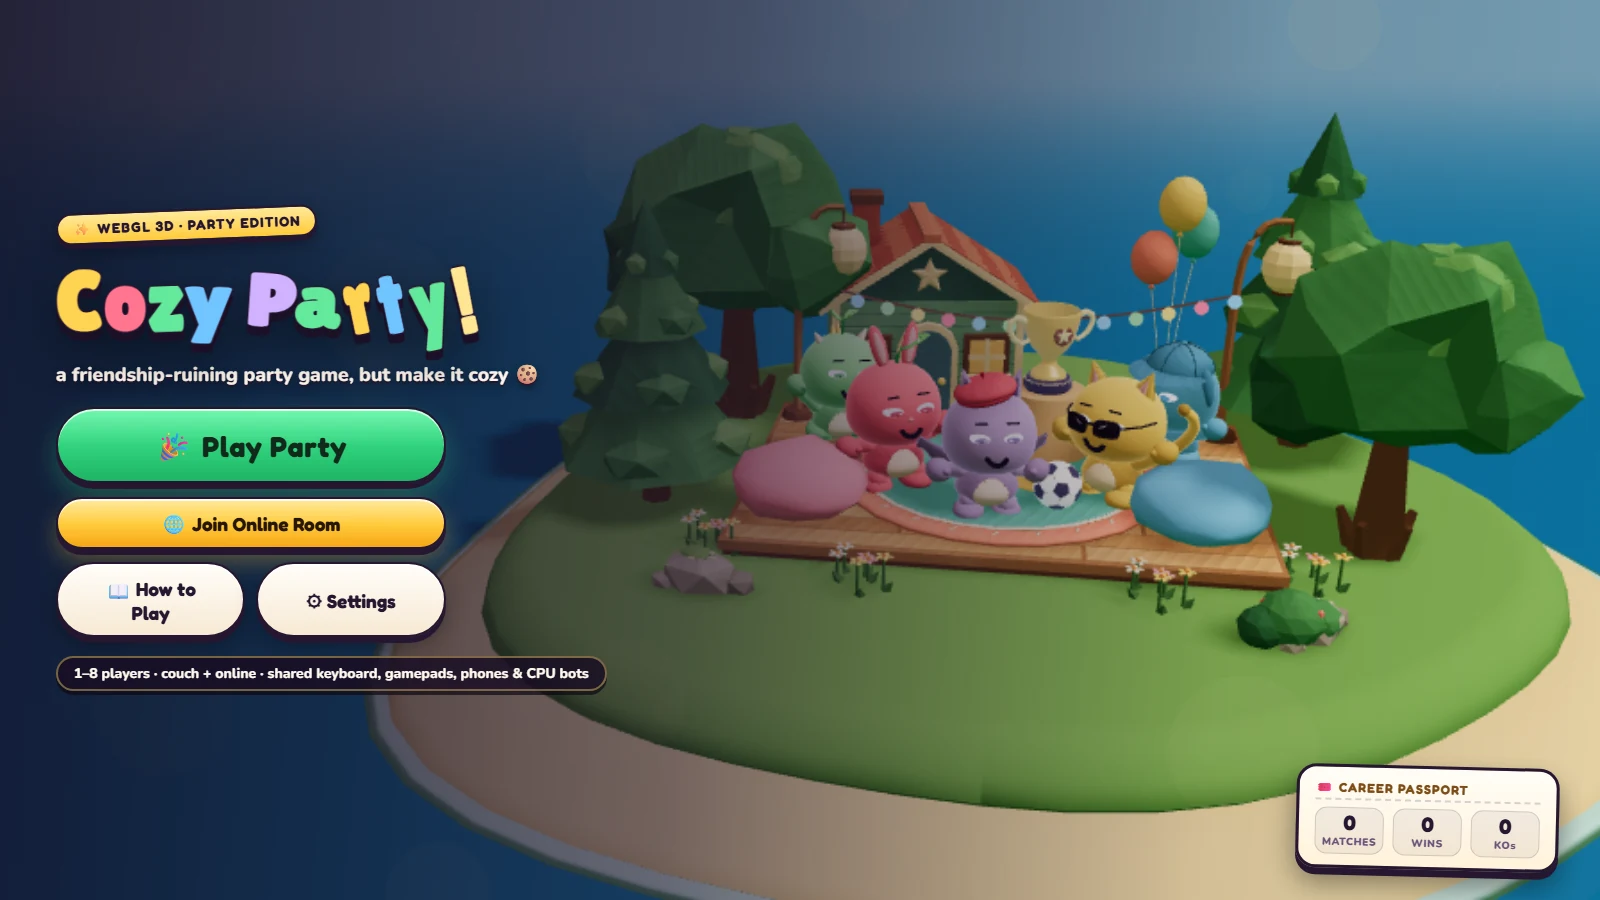 ✨ WEBGL 3D · PARTY EDITION
Cozy Party!
a friendship-ruining party game, but make it cozy 🍪
🎉 Play Party
🌐 Join Online Room
📖 How to
Play
⚙ Settings
1–8 players · couch + online · shared keyboard, gamepads, phones & CPU bots
🎟 CAREER PASSPORT
0 0 0
MATCHES WINS KOs